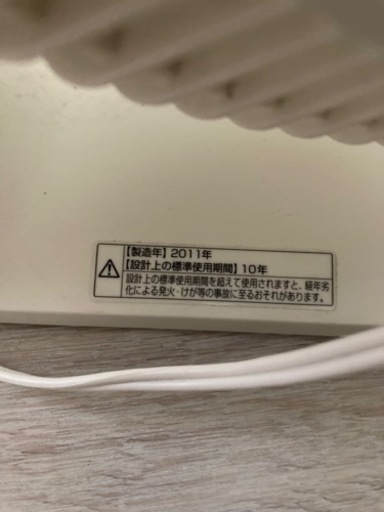 【製造年】2011年
【設計上の標準使用期間】10年
設計上の標準使用期間を超えて使用されますと、経年劣
化による発火・けが等の事故に至るおそれがあります。